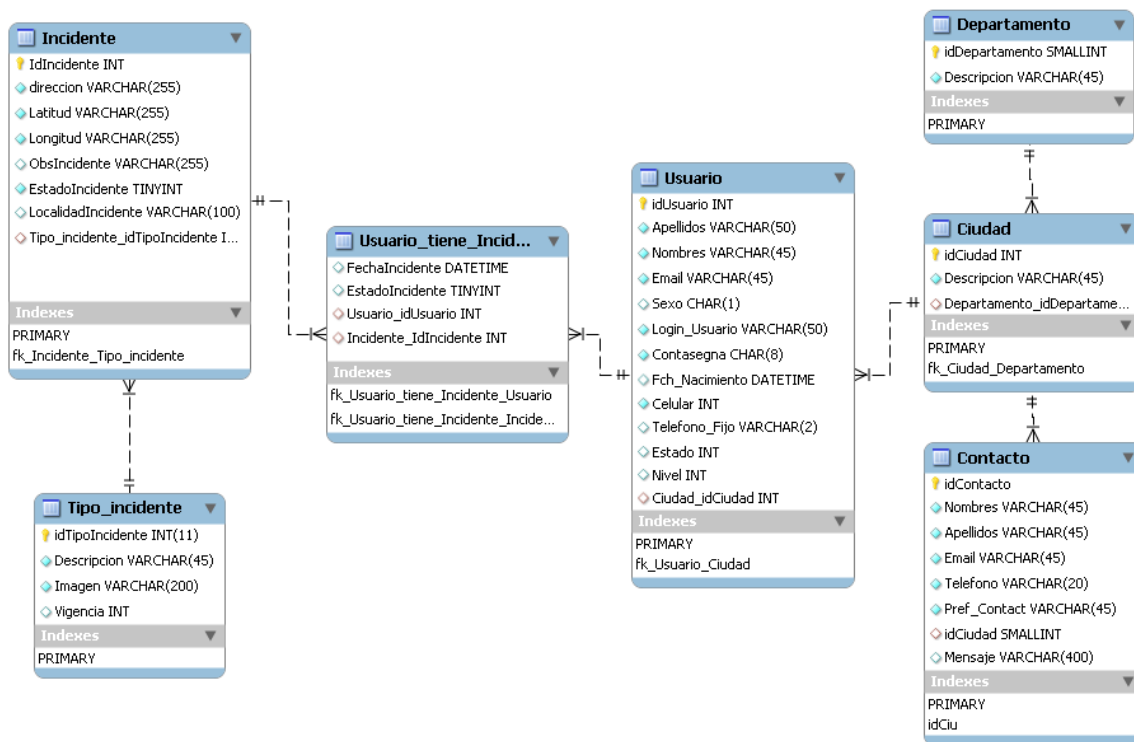 Incidente
IdIncidente INT
direccion VARCHAR(255)
Latitud VARCHAR(255)
Longitud VARCHAR(255)
ObsIncidente VARCHAR(255)
EstadoIncidente TINYINT
LocalidadIncidente VARCHAR(100)
Tipo_incidente_idTipoIncidente I...
Indexes
PRIMARY
fk_Incidente_Tipo_incidente
Tipo_incidente
idTipoIncidente INT(11)
Descripcion VARCHAR(45)
Imagen VARCHAR(200)
Vigencia INT
Indexes
PRIMARY
Usuario_tiene_Incid...
FechaIncidente DATETIME
EstadoIncidente TINYINT
Usuario_idUsuario INT
Incidente_IdIncidente INT
Indexes
fk_Usuario_tiene_Incidente_Usuario
fk_Usuario_tiene_Incidente_Incide...
Usuario
idUsuario INT
Apellidos VARCHAR(50)
Nombres VARCHAR(45)
Email VARCHAR(45)
Sexo CHAR(1)
Login_Usuario VARCHAR(50)
Contasegna CHAR(8)
Fch_Nacimiento DATETIME
Celular INT
Telefono_Fijo VARCHAR(2)
Estado INT
Nivel INT
Ciudad_idCiudad INT
Indexes
PRIMARY
fk_Usuario_Ciudad
Departamento
idDepartamento SMALLINT
Descripcion VARCHAR(45)
Indexes
PRIMARY
Ciudad
idCiudad INT
Descripcion VARCHAR(45)
Departamento_idDepartame...
Indexes
PRIMARY
fk_Ciudad_Departamento
Contacto
idContacto
Nombres VARCHAR(45)
Apellidos VARCHAR(45)
Email VARCHAR(45)
Telefono VARCHAR(20)
Pref_Contact VARCHAR(45)
idCiudad SMALLINT
Mensaje VARCHAR(400)
Indexes
PRIMARY
idCiu